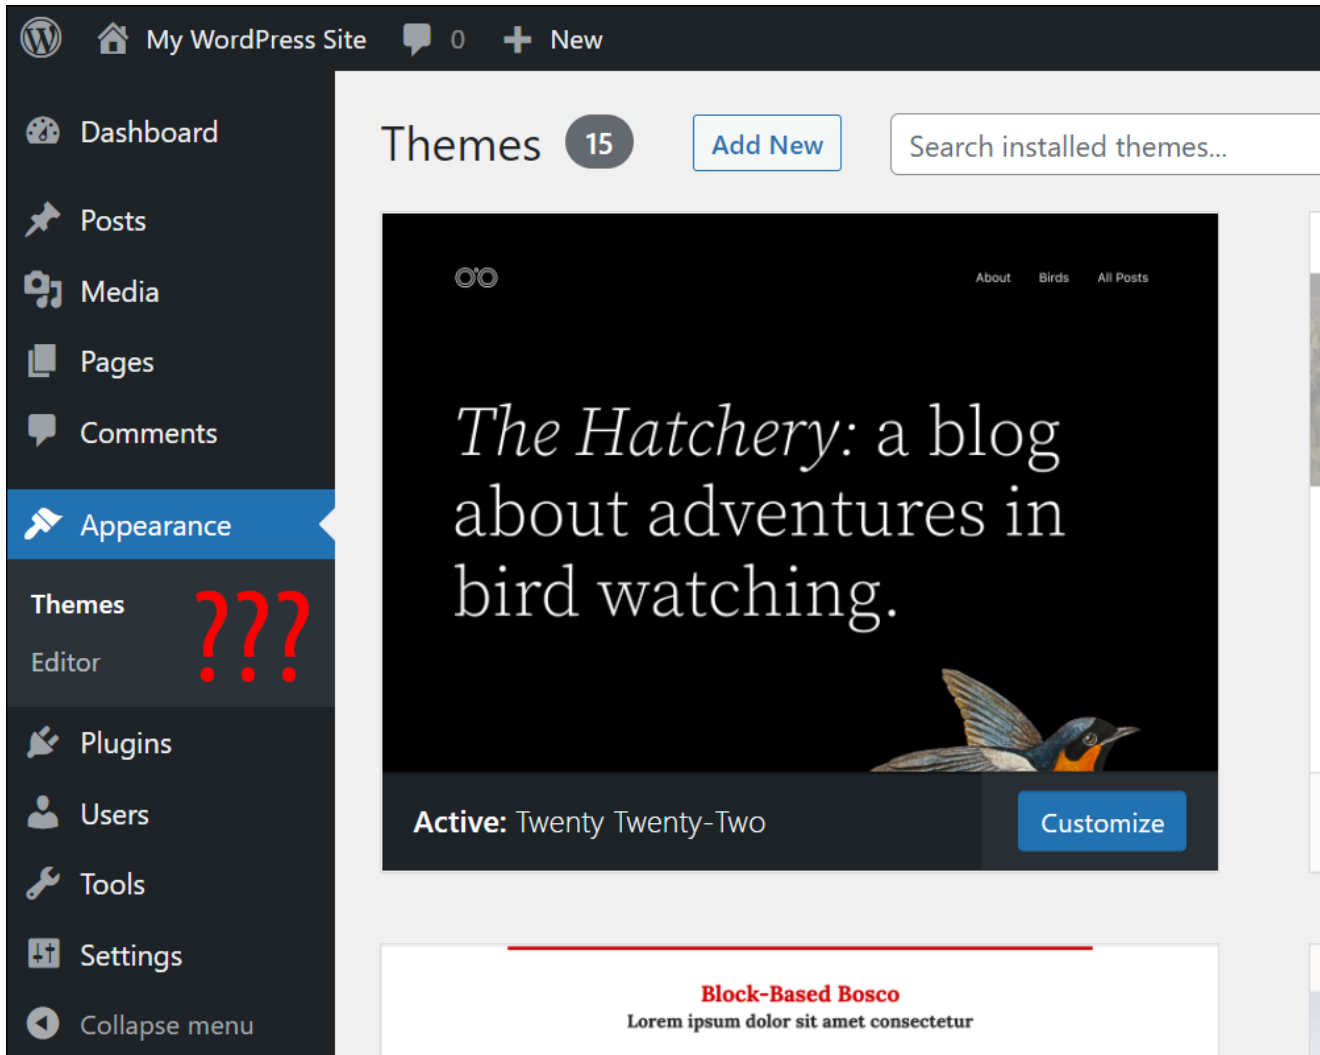 My WordPress Site 0 New
Dashboard
Posts
Media
Pages
Comments
Appearance
Themes
Editor
???
Plugins
Users
Tools
Settings
Collapse menu
Themes 15 Add New Search installed themes...
About Birds All Posts
The Hatchery: a blog
about adventures in
bird watching.
Active: Twenty Twenty-Two Customize
Block-Based Bosco
Lorem ipsum dolor sit amet consectetur